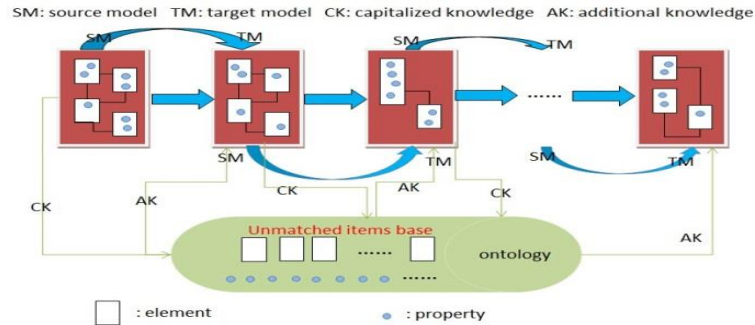 SM: source model TM: target model CK: capitalized knowledge AK: additional knowledge
SM TM SM TM
......
SM TM SM TM
CK AK CK AK CK AK
Unmatched items base
...... ontology
......
: element : property